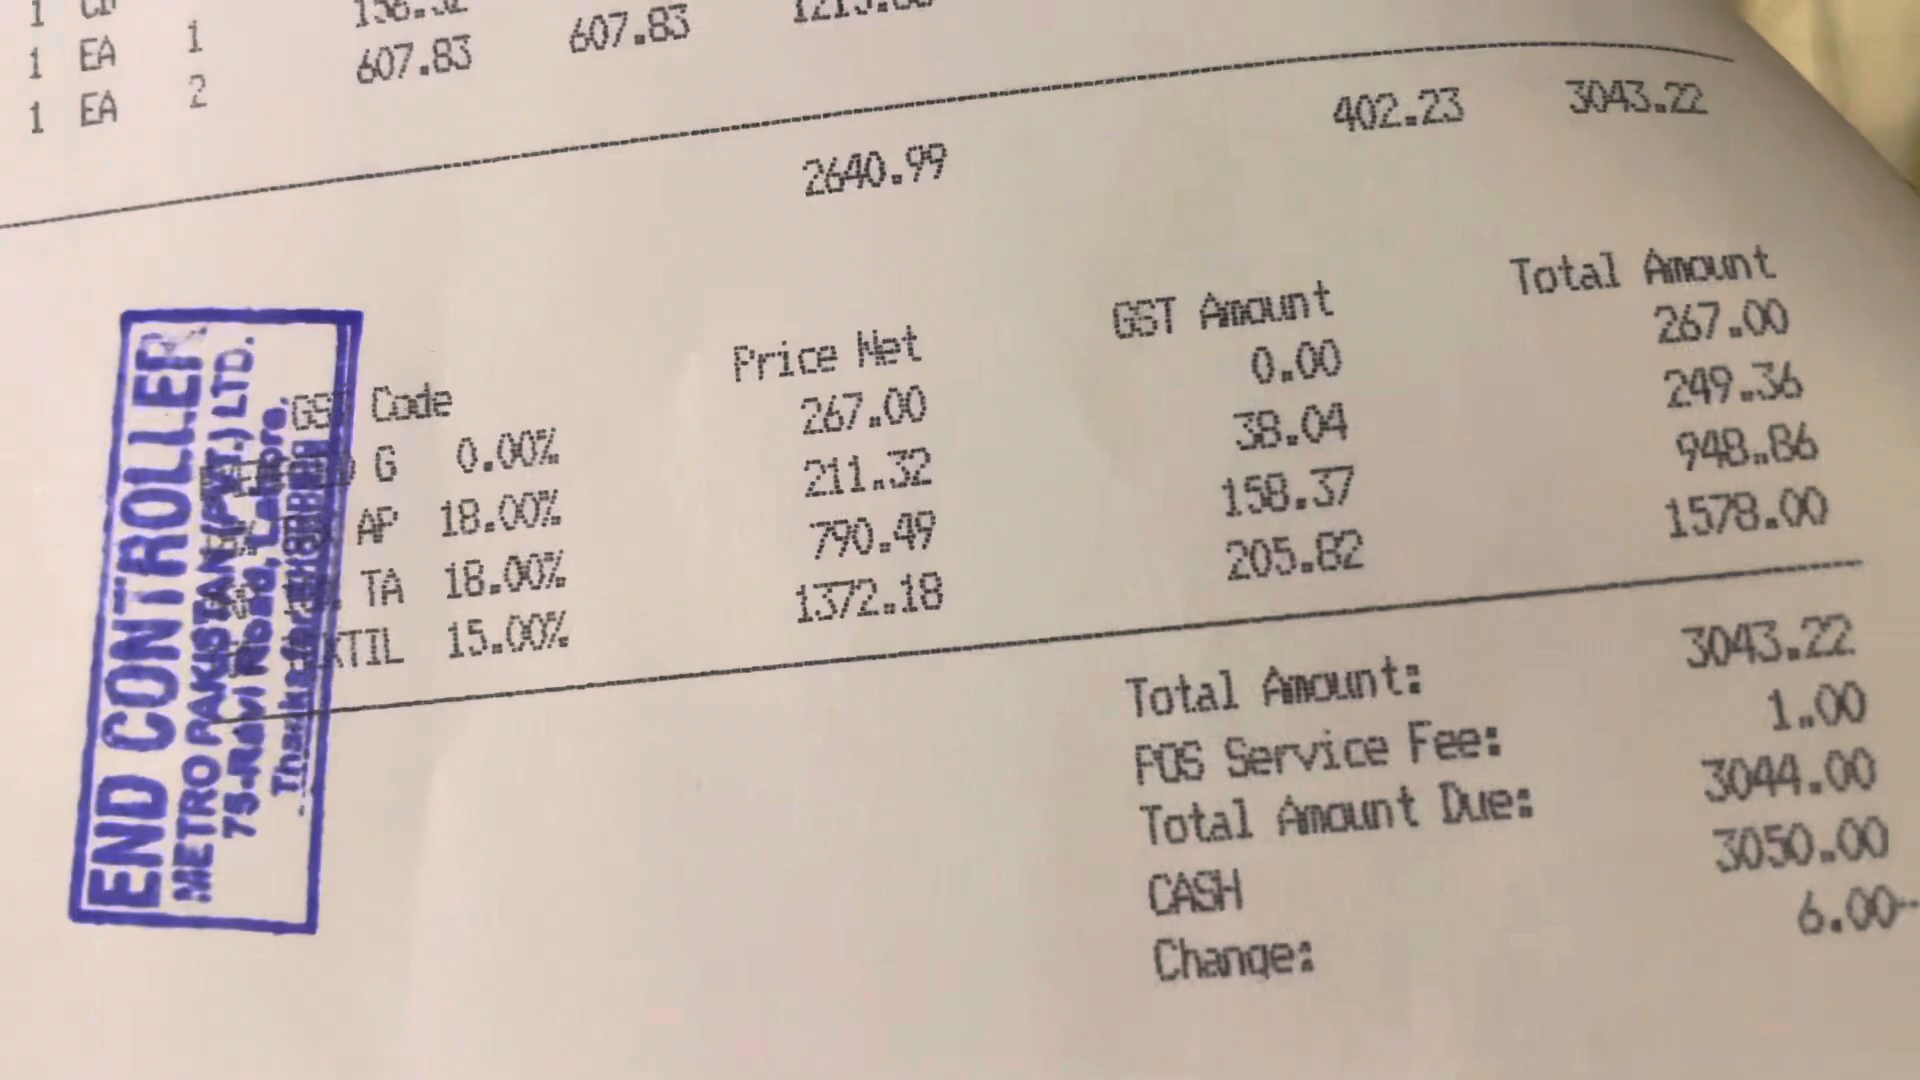 1
1 EA 1 607.83 607.83
1 EA 2
2640.99 402.23 3043.22
Code Price Net GST Amount Total Amount
G 0.00% 267.00 0.00 267.00
AP 18.00% 211.32 38.04 249.36
TA 18.00% 790.49 158.37 948.86
XTIL 15.00% 1372.18 205.82 1578.00
Total Amount: 3043.22
POS Service Fee: 1.00
Total Amount Due: 3044.00
CASH 3050.00
Change: 6.00-
END CONTROLLER
METRO PAKISTAN (PVT.) LTD.
75-Ravi Road, Lahore.